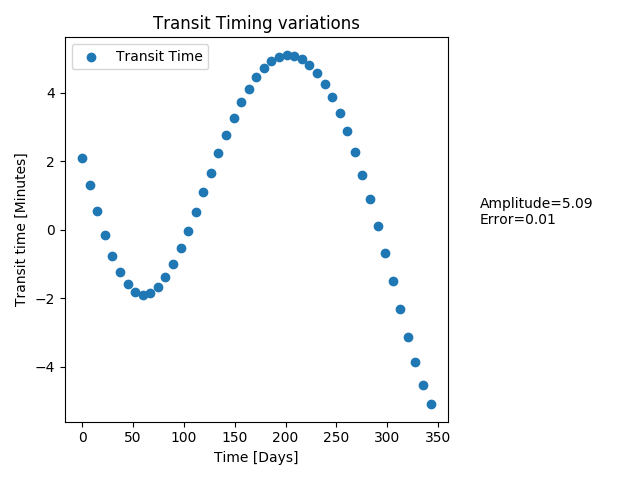 Transit Timing variations
Transit Time
Transit time [Minutes]
4
2
0
−2
−4
0 50 100 150 200 250 300 350
Time [Days]
Amplitude=5.09
Error=0.01